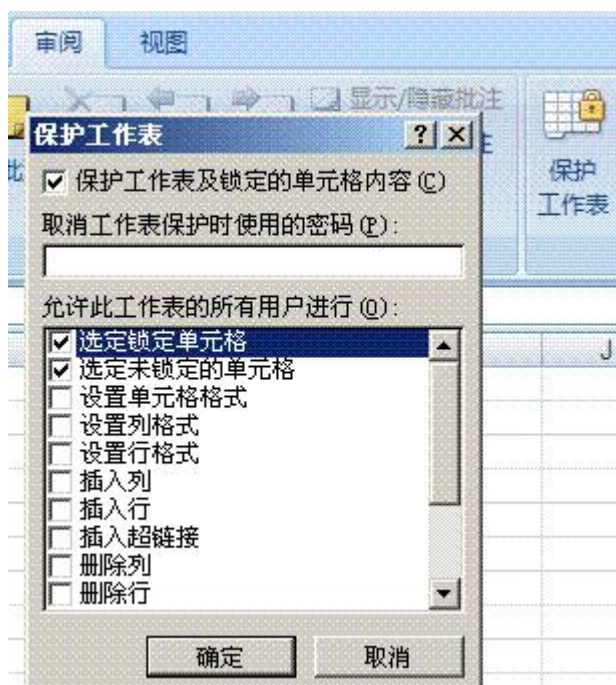 审阅 视图
显示/隐藏批注
保护工作表
保护
工作表
保护工作表及锁定的单元格内容(C)
取消工作表保护时使用的密码(P):
允许此工作表的所有用户进行(O):
选定锁定单元格
选定未锁定的单元格
设置单元格格式
设置列格式
设置行格式
插入列
插入行
插入超链接
删除列
删除行
J
确定 取消